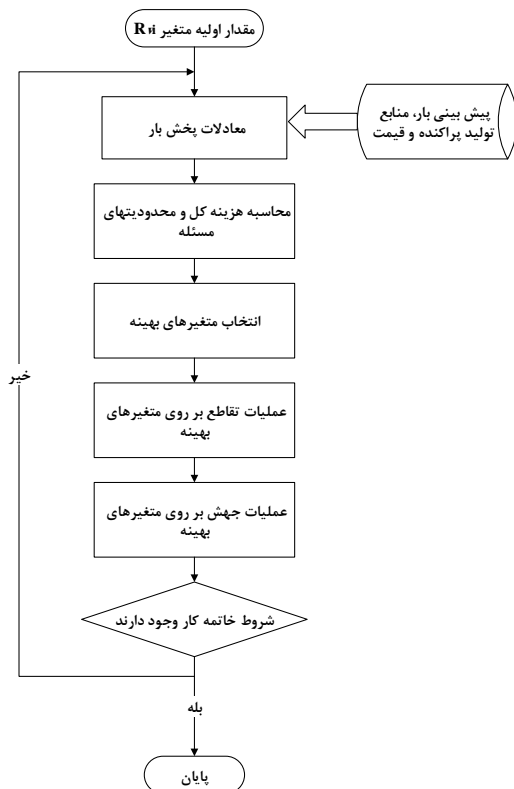 مقدار اولیه متغیر Rvi
پیش بینی بار، منابع
تولید پراکنده و قیمت
معادلات پخش بار
محاسبه هزینه کل و محدودیتهای
مسئله
انتخاب متغیرهای بهینه
خیر
عملیات تقاطع بر روی متغیرهای
بهینه
عملیات جهش بر روی متغیرهای
بهینه
شروط خاتمه کار وجود دارند
بله
پایان